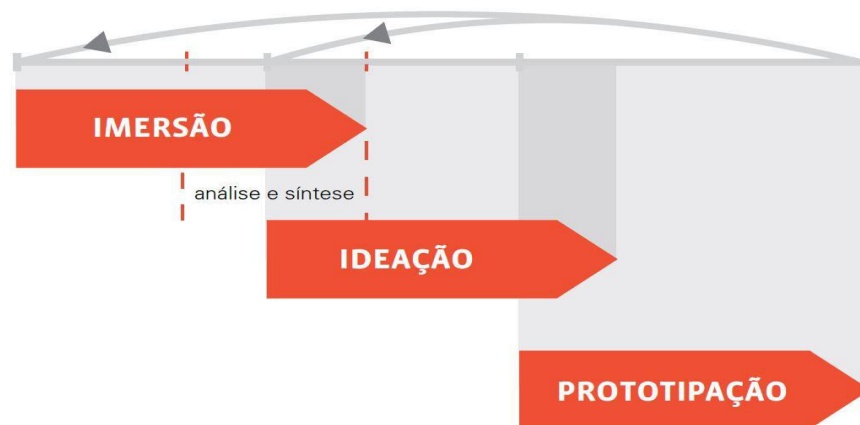 IMERSÃO
análise e síntese
IDEAÇÃO
PROTOTIPAÇÃO